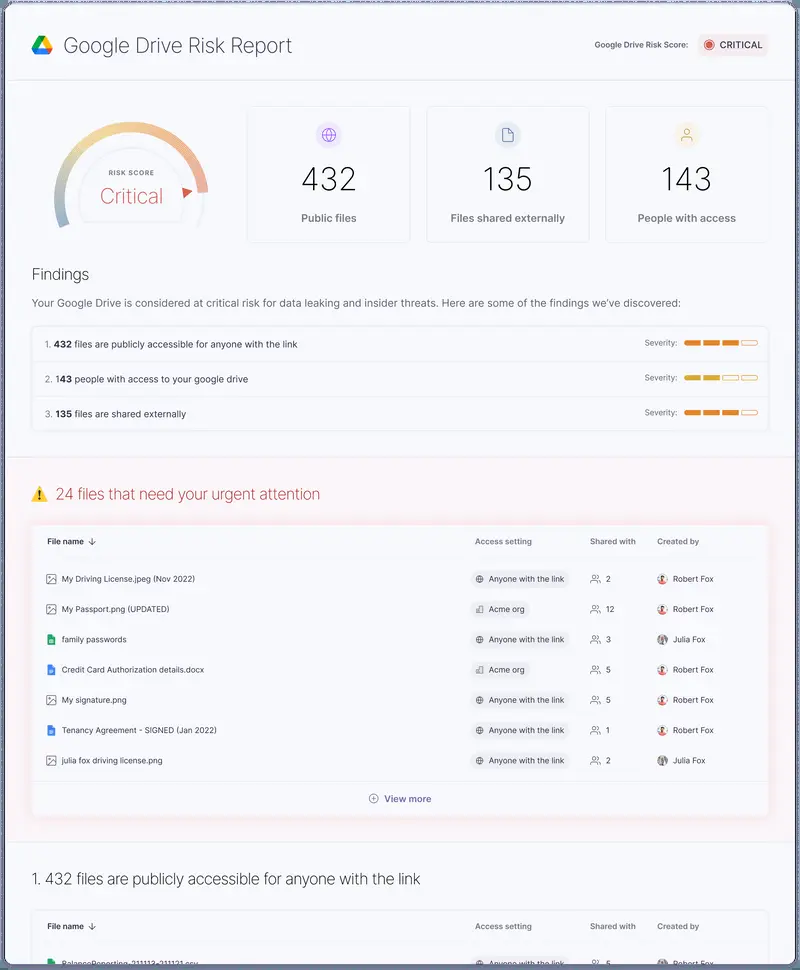 Google Drive Risk Report
Google Drive Risk Score: CRITICAL
RISK SCORE
Critical
432
Public files
135
Files shared externally
143
People with access
Findings
Your Google Drive is considered at critical risk for data leaking and insider threats. Here are some of the findings we've discovered:
1. 432 files are publicly accessible for anyone with the link Severity:
2. 143 people with access to your google drive Severity:
3. 135 files are shared externally Severity:
24 files that need your urgent attention
File name Access setting Shared with Created by
My Driving License.jpeg (Nov 2022) Anyone with the link 2 Robert Fox
My Passport.png (UPDATED) Acme org 12 Robert Fox
family passwords Anyone with the link 3 Julia Fox
Credit Card Authorization details.docx Acme org 5 Robert Fox
My signature.png Anyone with the link 5 Robert Fox
Tenancy Agreement - SIGNED (Jan 2022) Anyone with the link 1 Robert Fox
julia fox driving license.png Anyone with the link 2 Julia Fox
View more
1. 432 files are publicly accessible for anyone with the link
File name Access setting Shared with Created by
Anyone with the link 5 Robert Fox